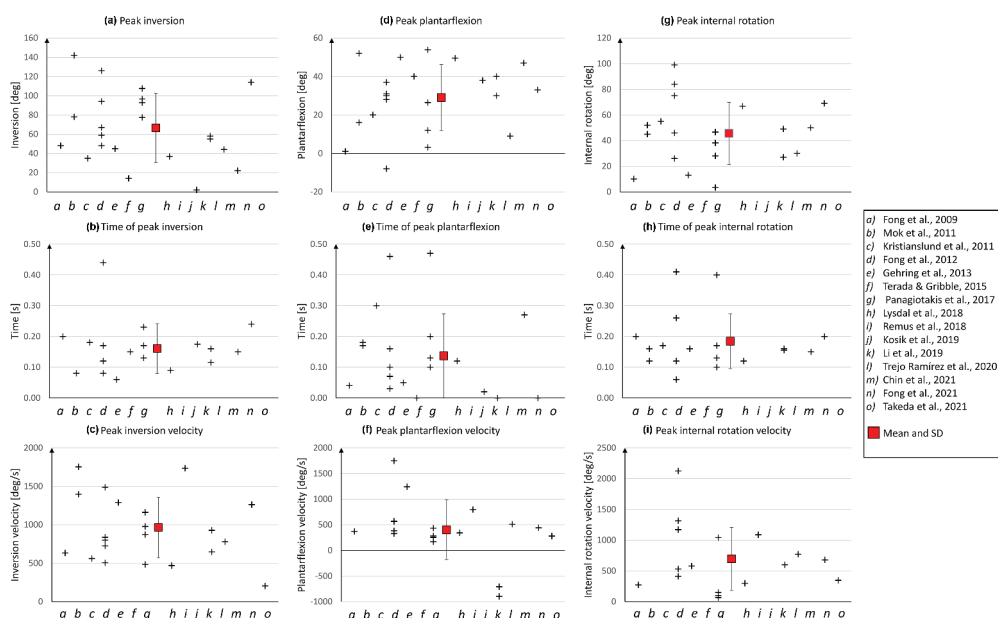 (a) Peak inversion
Inversion [deg]
160
140
120
100
80
60
40
20
0
a b c d e f g h i j k l m n o
(d) Peak plantarflexion
Plantarflexion [deg]
60
40
20
0
-20
a b c d e f g h i j k l m n o
(g) Peak internal rotation
Internal rotation [deg]
120
100
80
60
40
20
0
a b c d e f g h i j k l m n o
(b) Time of peak inversion
Time [s]
0.50
0.40
0.30
0.20
0.10
0.00
a b c d e f g h i j k l m n o
(e) Time of peak plantarflexion
Time [s]
0.50
0.40
0.30
0.20
0.10
0.00
a b c d e f g h i j k l m n o
(h) Time of peak internal rotation
Time [s]
0.50
0.40
0.30
0.20
0.10
0.00
a b c d e f g h i j k l m n o
(c) Peak inversion velocity
Inversion velocity [deg/s]
2000
1500
1000
500
0
a b c d e f g h i j k l m n o
(f) Peak plantarflexion velocity
Plantarflexion velocity [deg/s]
2000
1500
1000
500
0
-500
-1000
a b c d e f g h i j k l m n o
(i) Peak internal rotation velocity
Internal rotation velocity [deg/s]
2500
2000
1500
1000
500
0
a b c d e f g h i j k l m n o
a) Fong et al., 2009
b) Mok et al., 2011
c) Kristianslund et al., 2011
d) Fong et al., 2012
e) Gehring et al., 2013
f) Terada & Gribble, 2015
g) Panagiotakis et al., 2017
h) Lysdal et al., 2018
i) Remus et al., 2018
j) Kosik et al., 2019
k) Li et al., 2019
l) Trejo Ramírez et al., 2020
m) Chin et al., 2021
n) Fong et al., 2021
o) Takeda et al., 2021
Mean and SD